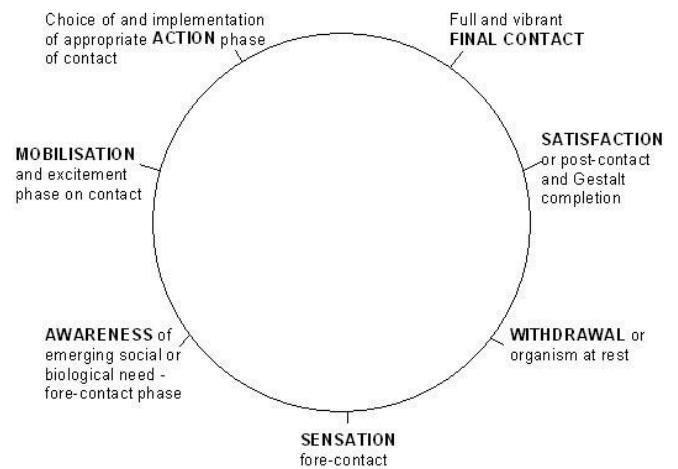 Choice of and implementation
of appropriate ACTION phase
of contact
Full and vibrant
FINAL CONTACT
MOBILISATION
and excitement
phase on contact
SATISFACTION
or post-contact
and Gestalt
completion
AWARENESS of
emerging social or
biological need -
fore-contact phase
WITHDRAWAL or
organism at rest
SENSATION
fore-contact